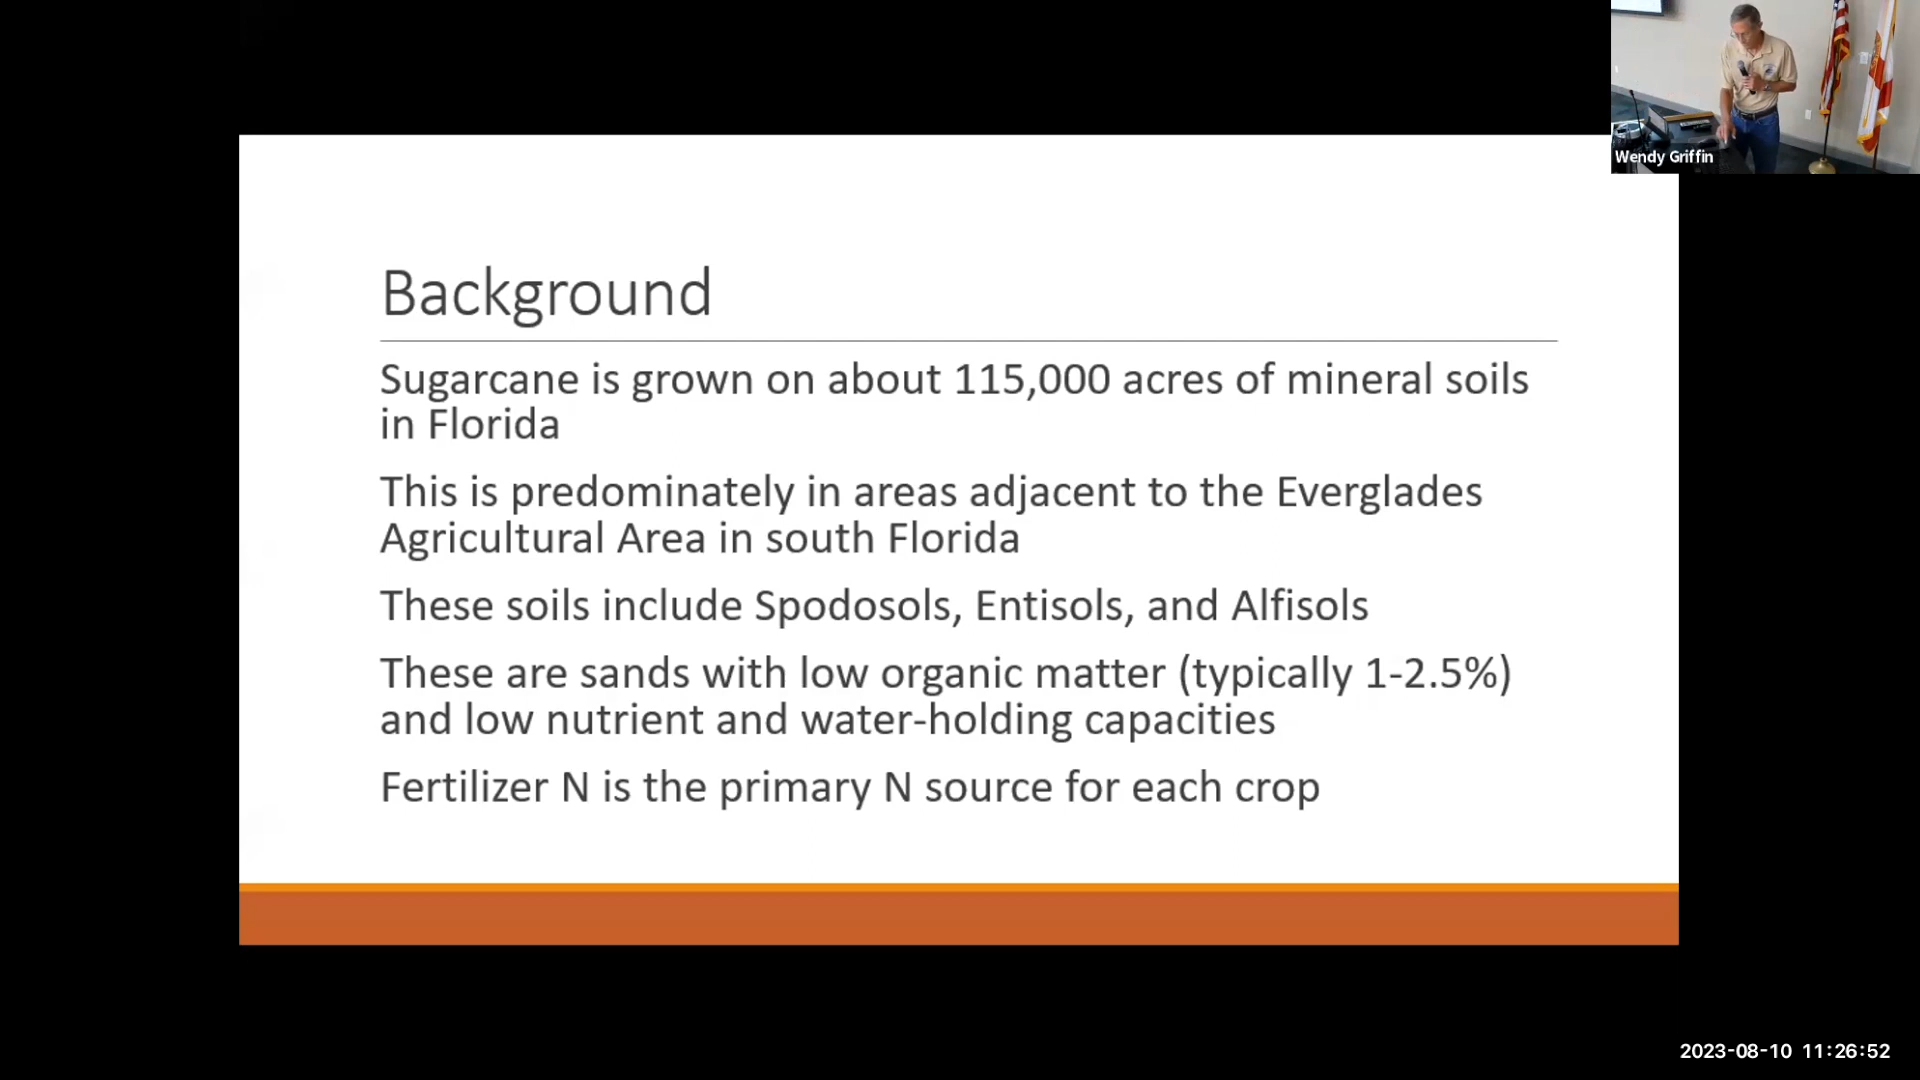 Wendy Griffin
Background
Sugarcane is grown on about 115,000 acres of mineral soils
in Florida
This is predominately in areas adjacent to the Everglades
Agricultural Area in south Florida
These soils include Spodosols, Entisols, and Alfisols
These are sands with low organic matter (typically 1-2.5%)
and low nutrient and water-holding capacities
Fertilizer N is the primary N source for each crop
2023-08-10 11:26:52